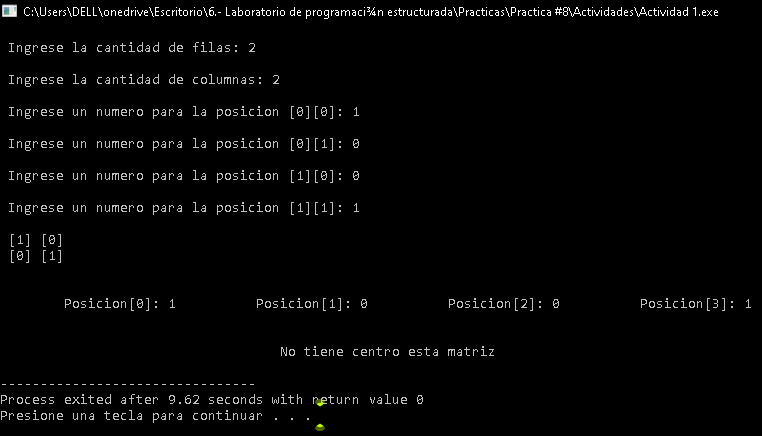 C:\Users\DELL\onedrive\Escritorio\6.- Laboratorio de programaci¾n estructurada\Practicas\Practica #8\Actividades\Actividad 1.exe
Ingrese la cantidad de filas: 2
Ingrese la cantidad de columnas: 2
Ingrese un numero para la posicion [0][0]: 1
Ingrese un numero para la posicion [0][1]: 0
Ingrese un numero para la posicion [1][0]: 0
Ingrese un numero para la posicion [1][1]: 1
[1] [0]
[0] [1]
Posicion[0]: 1 Posicion[1]: 0 Posicion[2]: 0 Posicion[3]: 1
No tiene centro esta matriz
--------------------------------
Process exited after 9.62 seconds with return value 0
Presione una tecla para continuar . . .